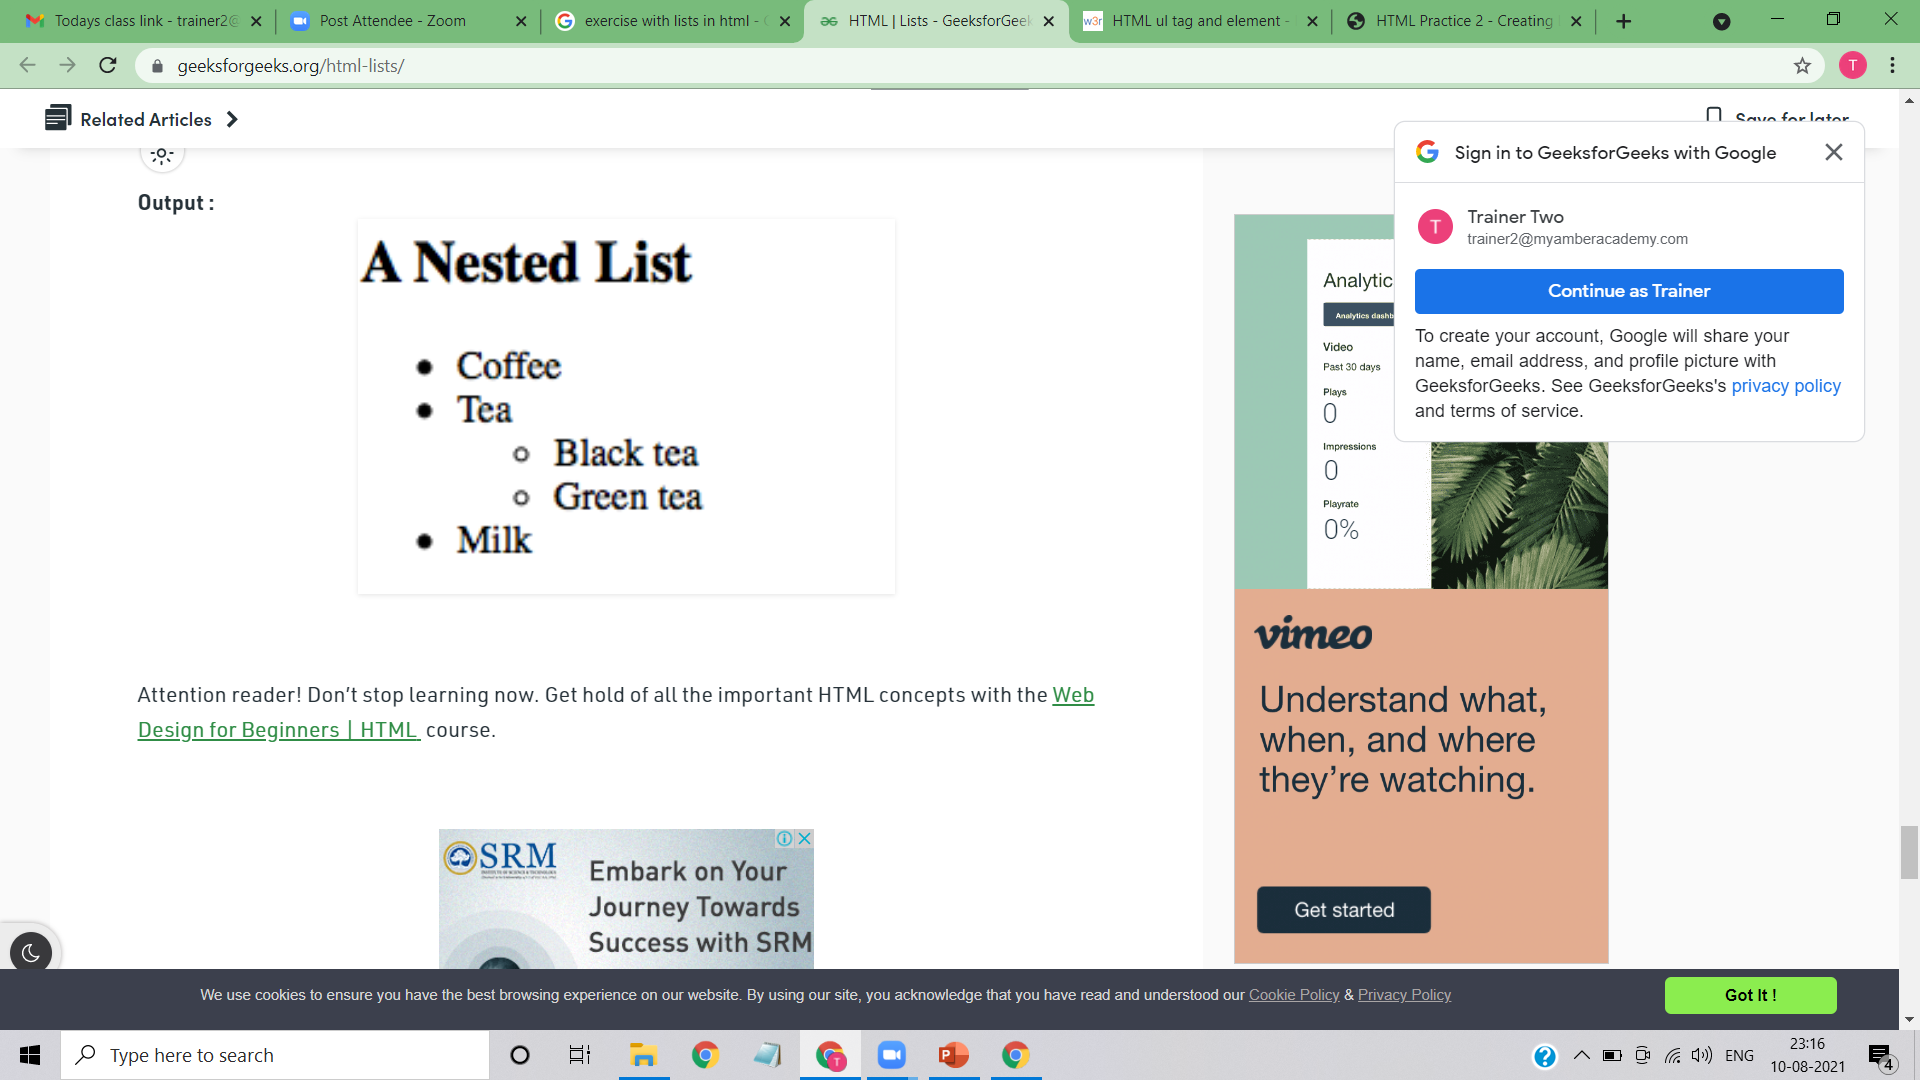 Todays class link - trainer2@
Post Attendee - Zoom
exercise with lists in html -
HTML | Lists - GeeksforGeek
w3r HTML ul tag and element -
HTML Practice 2 - Creating
geeksforgeeks.org/html-lists/
T
Related Articles
Save for later
Output :
A Nested List
Coffee
Tea
Black tea
Green tea
Milk
Attention reader! Don't stop learning now. Get hold of all the important HTML concepts with the Web
Design for Beginners | HTML course.
SRM
Embark on Your
Journey Towards
Success with SRM
Sign in to GeeksforGeeks with Google
T
Trainer Two
trainer2@myamberacademy.com
Continue as Trainer
To create your account, Google will share your
name, email address, and profile picture with
GeeksforGeeks. See GeeksforGeeks's privacy policy
and terms of service.
Analytic
Analytics dashb
Video
Past 30 days
Plays
0
Impressions
0
Playrate
0%
vimeo
Understand what,
when, and where
they're watching.
Get started
We use cookies to ensure you have the best browsing experience on our website. By using our site, you acknowledge that you have read and understood our Cookie Policy & Privacy Policy
Got It !
Type here to search
T
P
ENG
23:16
10-08-2021
4